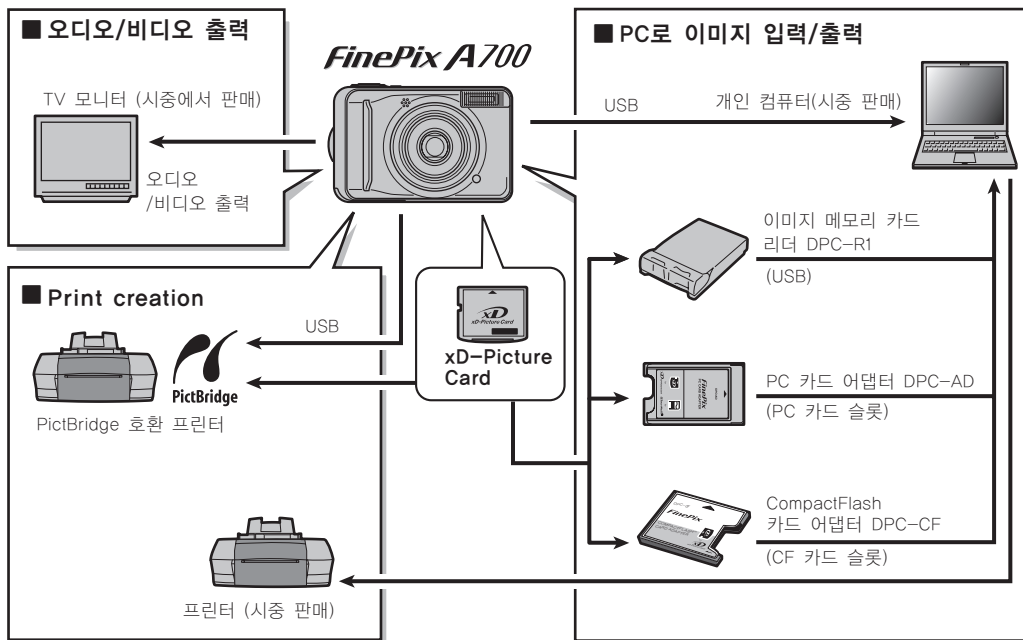 ■ 오디오/비디오 출력
TV 모니터 (시중에서 판매)
오디오
/비디오 출력
FinePix A700
■ PC로 이미지 입력/출력
USB
개인 컴퓨터(시중 판매)
이미지 메모리 카드
리더 DPC-R1
(USB)
■ Print creation
USB
PictBridge
PictBridge 호환 프린터
xD
xD-Picture Card
xD-Picture
Card
FinePix
PC 카드 어댑터 DPC-AD
(PC 카드 슬롯)
FinePix
xD
CompactFlash
카드 어댑터 DPC-CF
(CF 카드 슬롯)
프린터 (시중 판매)